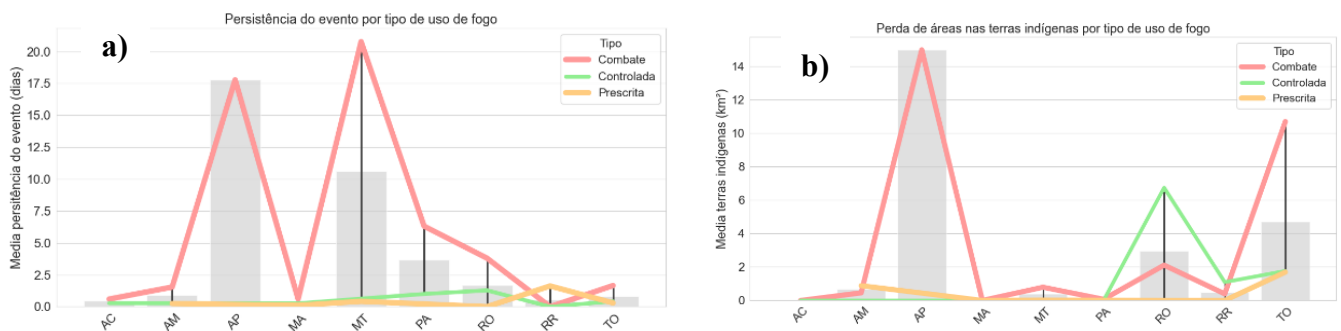 Persistência do evento por tipo de uso de fogo
a)
Tipo
Combate
Controlada
Prescrita
Media persitência do evento (dias)
20.0
17.5
15.0
12.5
10.0
7.5
5.0
2.5
0.0
AC AM AP MA MT PA RO RR TO
Perda de áreas nas terras indígenas por tipo de uso de fogo
b)
Tipo
Combate
Controlada
Prescrita
Media terras indígenas (km²)
14
12
10
8
6
4
2
0
AC AM AP MA MT PA RO RR TO